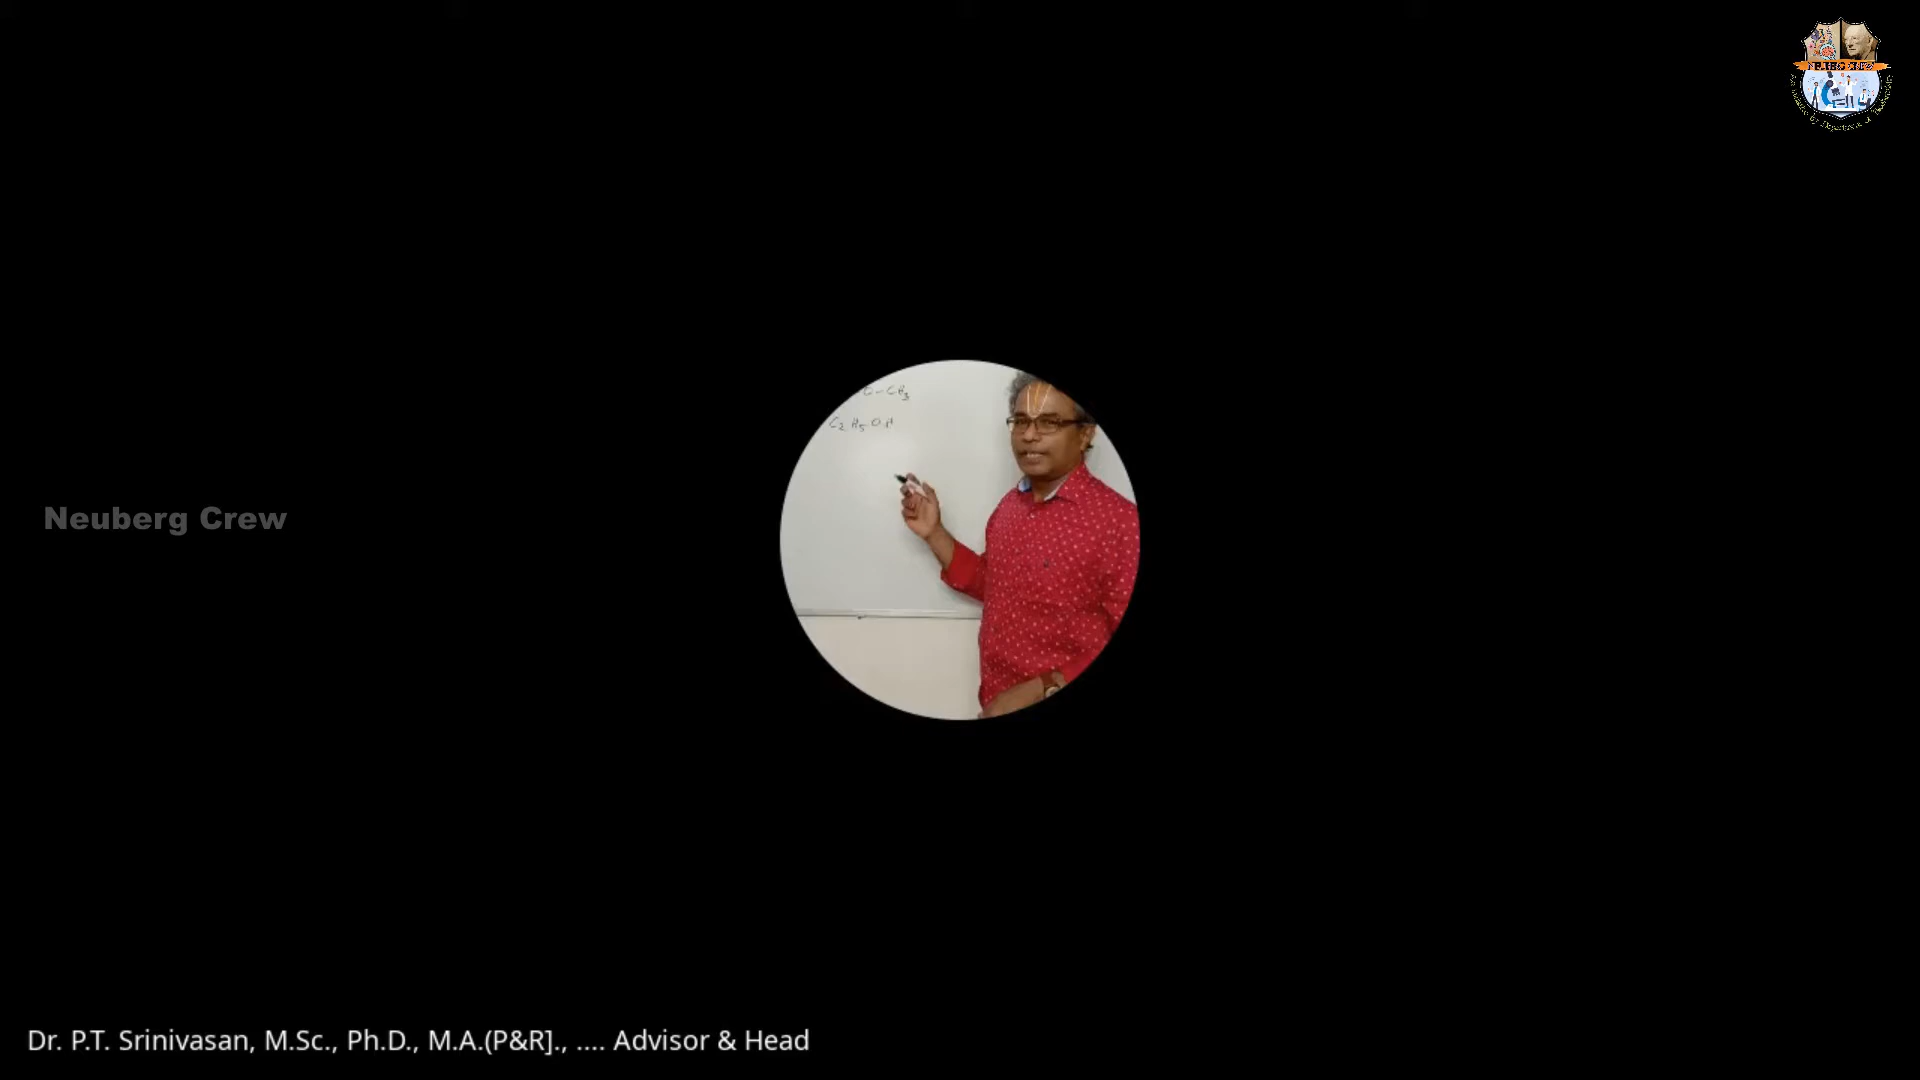 C2H5OH
Neuberg Crew
Dr. P.T. Srinivasan, M.Sc., Ph.D., M.A.(P&R]., .... Advisor & Head